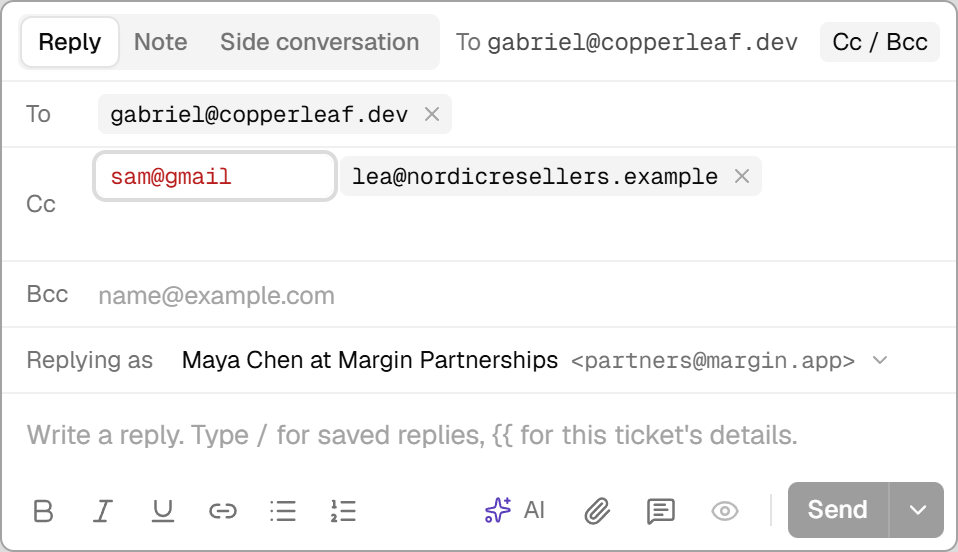 Reply Note Side conversation To gabriel@copperleaf.dev Cc / Bcc
To gabriel@copperleaf.dev
Cc sam@gmail lea@nordicresellers.example
Bcc name@example.com
Replying as Maya Chen at Margin Partnerships <partners@margin.app>
Write a reply. Type / for saved replies, {{ for this ticket's details.
B I U AI Send